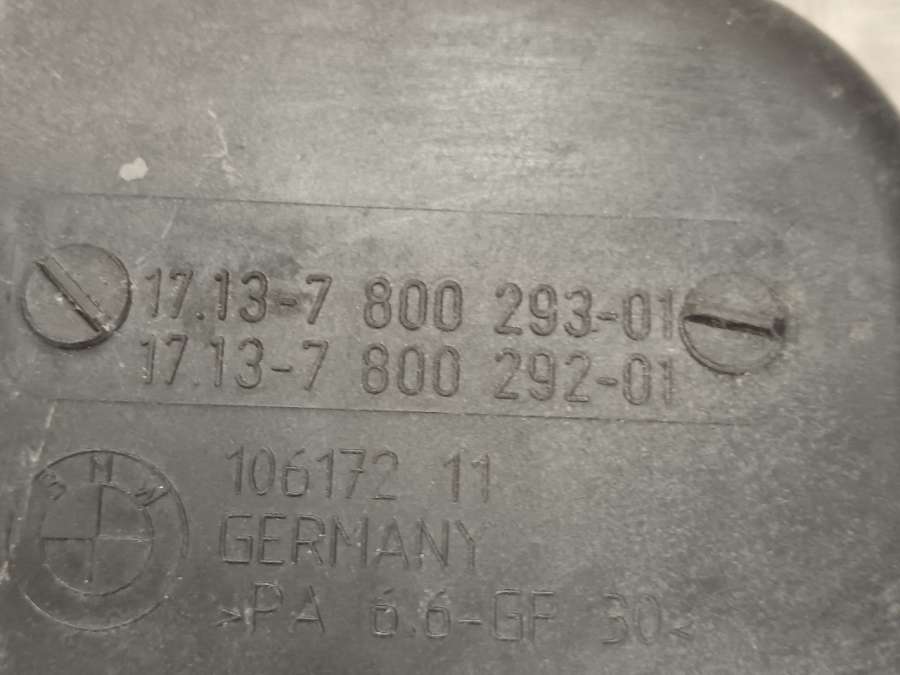 17.13-7 800 293-01
17.13-7 800 292-01
106172 11
BMW
GERMANY
>PA 6.6-GF 30<